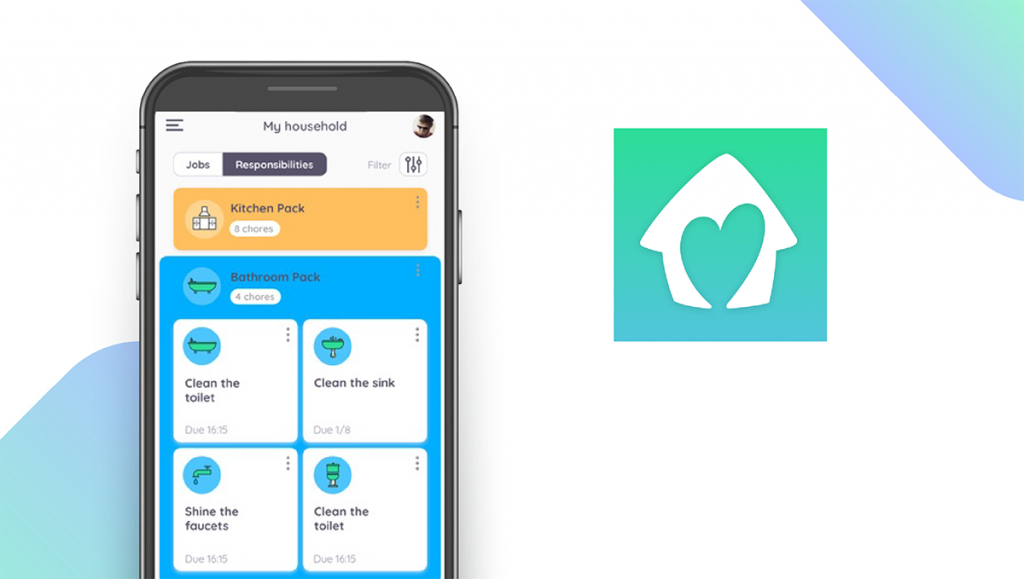 My household
Jobs
Responsibilities
Filter
Kitchen Pack
8 chores
Bathroom Pack
4 chores
Clean the
toilet
Due 16:15
Clean the sink
Due 1/8
Shine the
faucets
Due 16:15
Clean the
toilet
Due 16:15